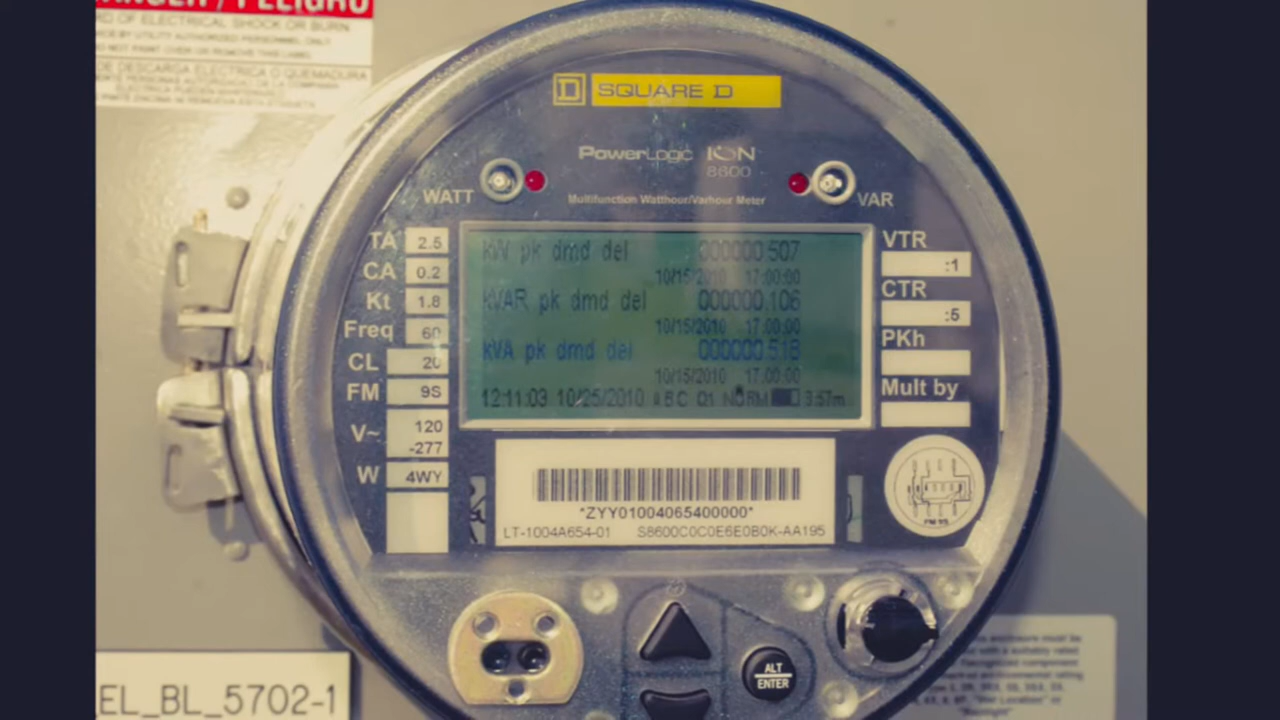 DANGER / PELIGRO
OF ELECTRICAL SHOCK OR BURN
BY UTILITY AUTHORIZED PERSONNEL ONLY
NOT PAINT OVER OR REMOVE THIS LABEL
DE DESCARGA ELECTRICA O QUEMADURA
SQUARE D
PowerLogic ION
8600
WATT
VAR
Multifunction Watthour/Varhour Meter
TA 2.5
CA 0.2
Kt 1.8
Freq 60
CL 20
FM 9S
V~ 120
-277
W 4WY
kW pk dmd del 000000.507
10/15/2010 17:00:00
kVAR pk dmd del 000000.106
10/15/2010 17:00:00
kVA pk dmd del 000000.518
10/15/2010 17:00:00
12:11:03 10/25/2010 ABC Q1 NORM 3.57m
VTR
:1
CTR
:5
PKh
Mult by
*ZYY01004065400000*
LT-1004A654-01 S8600C0C0E6E0B0K-AA195
FM 9S
ALT
ENTER
EL_BL_5702-1